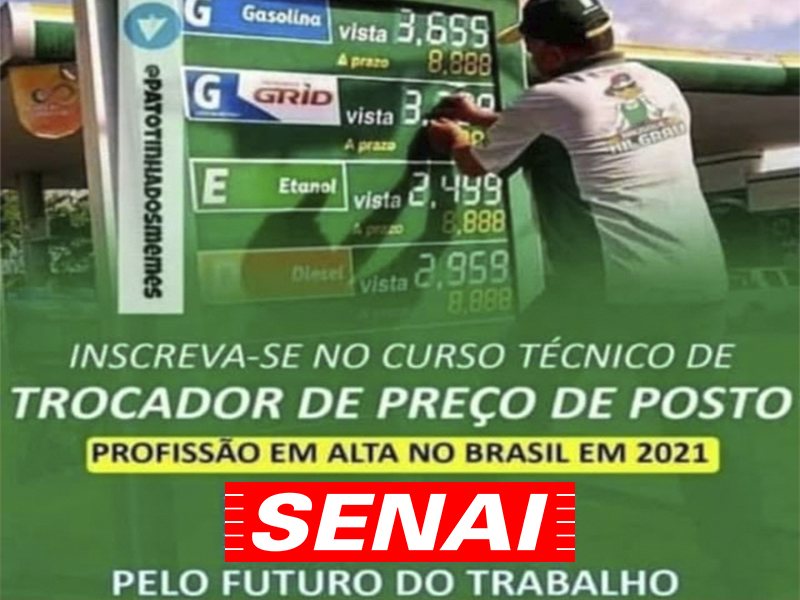 G Gasolina vista 3,655
A prazo 8.888
G GRID vista
A prazo
E Etanol vista 2,499
A prazo 8,888
Diesel vista 2,959
8.888
@PATOTINHADOSMEMES
INSCREVA-SE NO CURSO TÉCNICO DE
TROCADOR DE PREÇO DE POSTO
PROFISSÃO EM ALTA NO BRASIL EM 2021
SENAI
PELO FUTURO DO TRABALHO